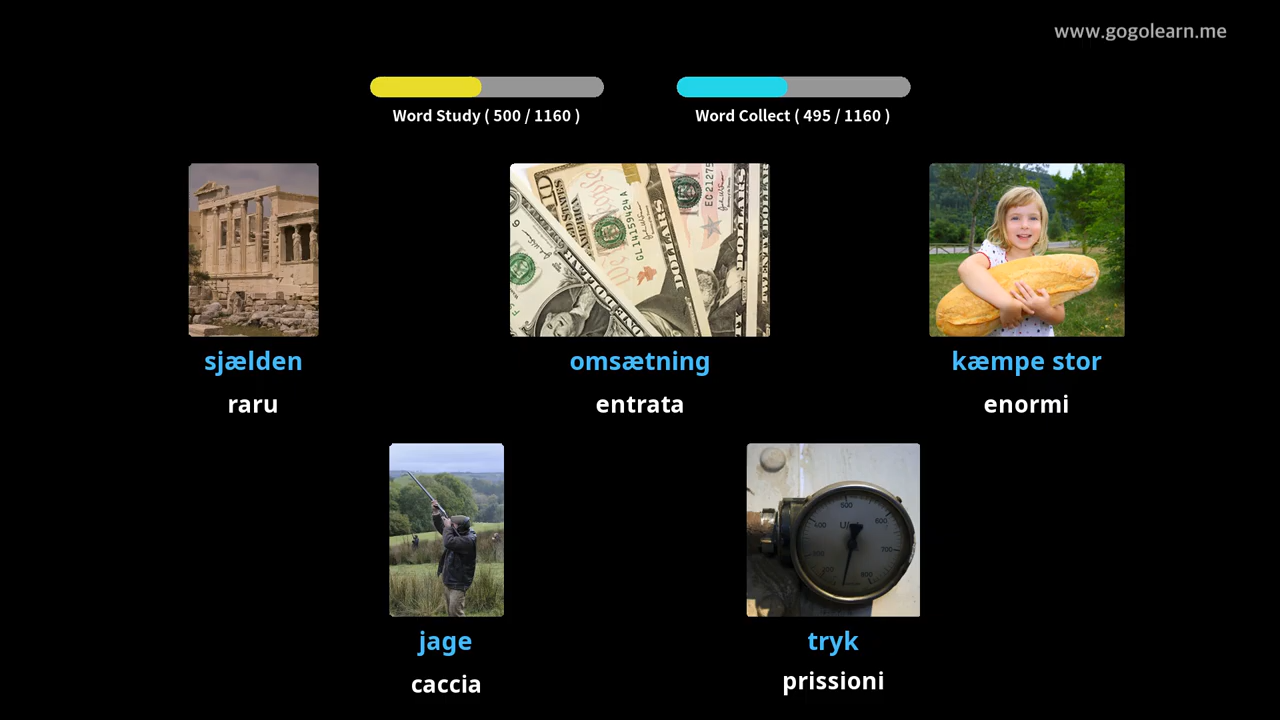 www.gogolearn.me
Word Study ( 500 / 1160 )
Word Collect ( 495 / 1160 )
sjælden
omsætning
kæmpe stor
raru
entrata
enormi
jage
tryk
caccia
prissioni